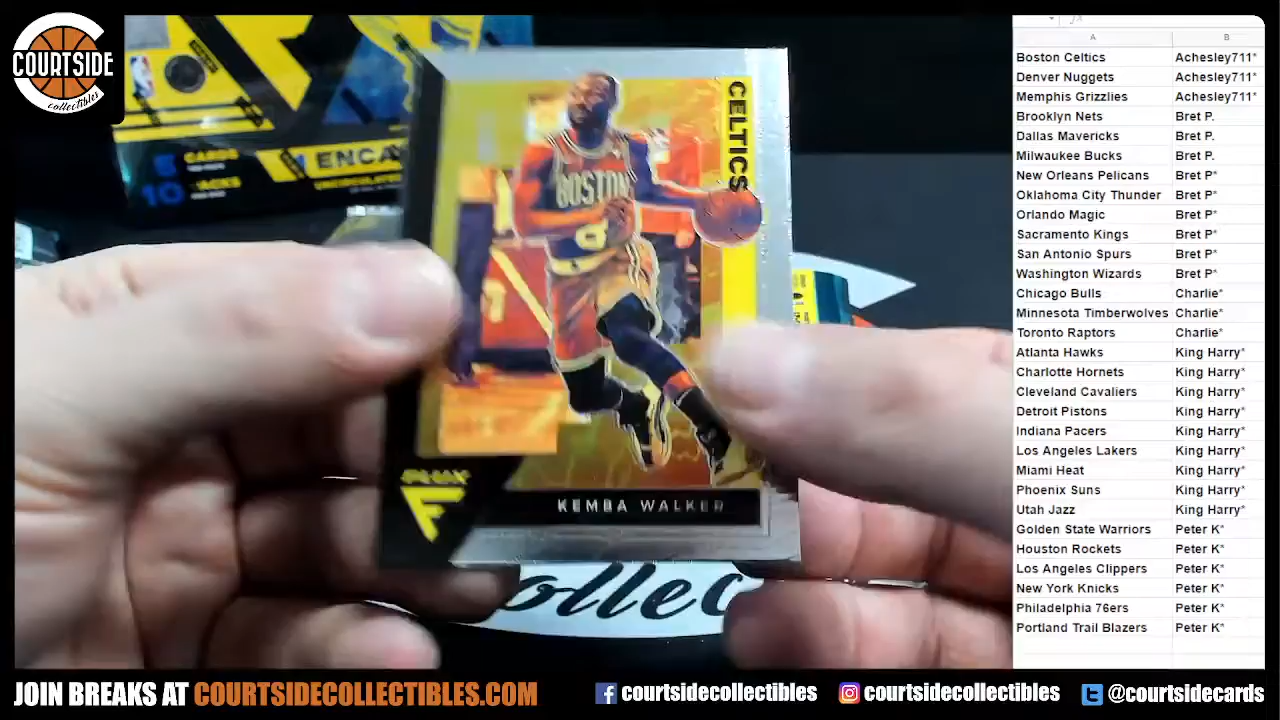 COURTSIDE
collectibles
CARDS
10
ENCA
CELTICS
BOSTON
8
FLUX
KEMBA WALKER
collec
A B
Boston Celtics Achesley711*
Denver Nuggets Achesley711*
Memphis Grizzlies Achesley711*
Brooklyn Nets Bret P.
Dallas Mavericks Bret P.
Milwaukee Bucks Bret P.
New Orleans Pelicans Bret P*
Oklahoma City Thunder Bret P*
Orlando Magic Bret P*
Sacramento Kings Bret P*
San Antonio Spurs Bret P*
Washington Wizards Bret P*
Chicago Bulls Charlie*
Minnesota Timberwolves Charlie*
Toronto Raptors Charlie*
Atlanta Hawks King Harry*
Charlotte Hornets King Harry*
Cleveland Cavaliers King Harry*
Detroit Pistons King Harry*
Indiana Pacers King Harry*
Los Angeles Lakers King Harry*
Miami Heat King Harry*
Phoenix Suns King Harry*
Utah Jazz King Harry*
Golden State Warriors Peter K*
Houston Rockets Peter K*
Los Angeles Clippers Peter K*
New York Knicks Peter K*
Philadelphia 76ers Peter K*
Portland Trail Blazers Peter K*
JOIN BREAKS AT COURTSIDECOLLECTIBLES.COM
courtsidecollectibles
courtsidecollectibles
@courtsidecards